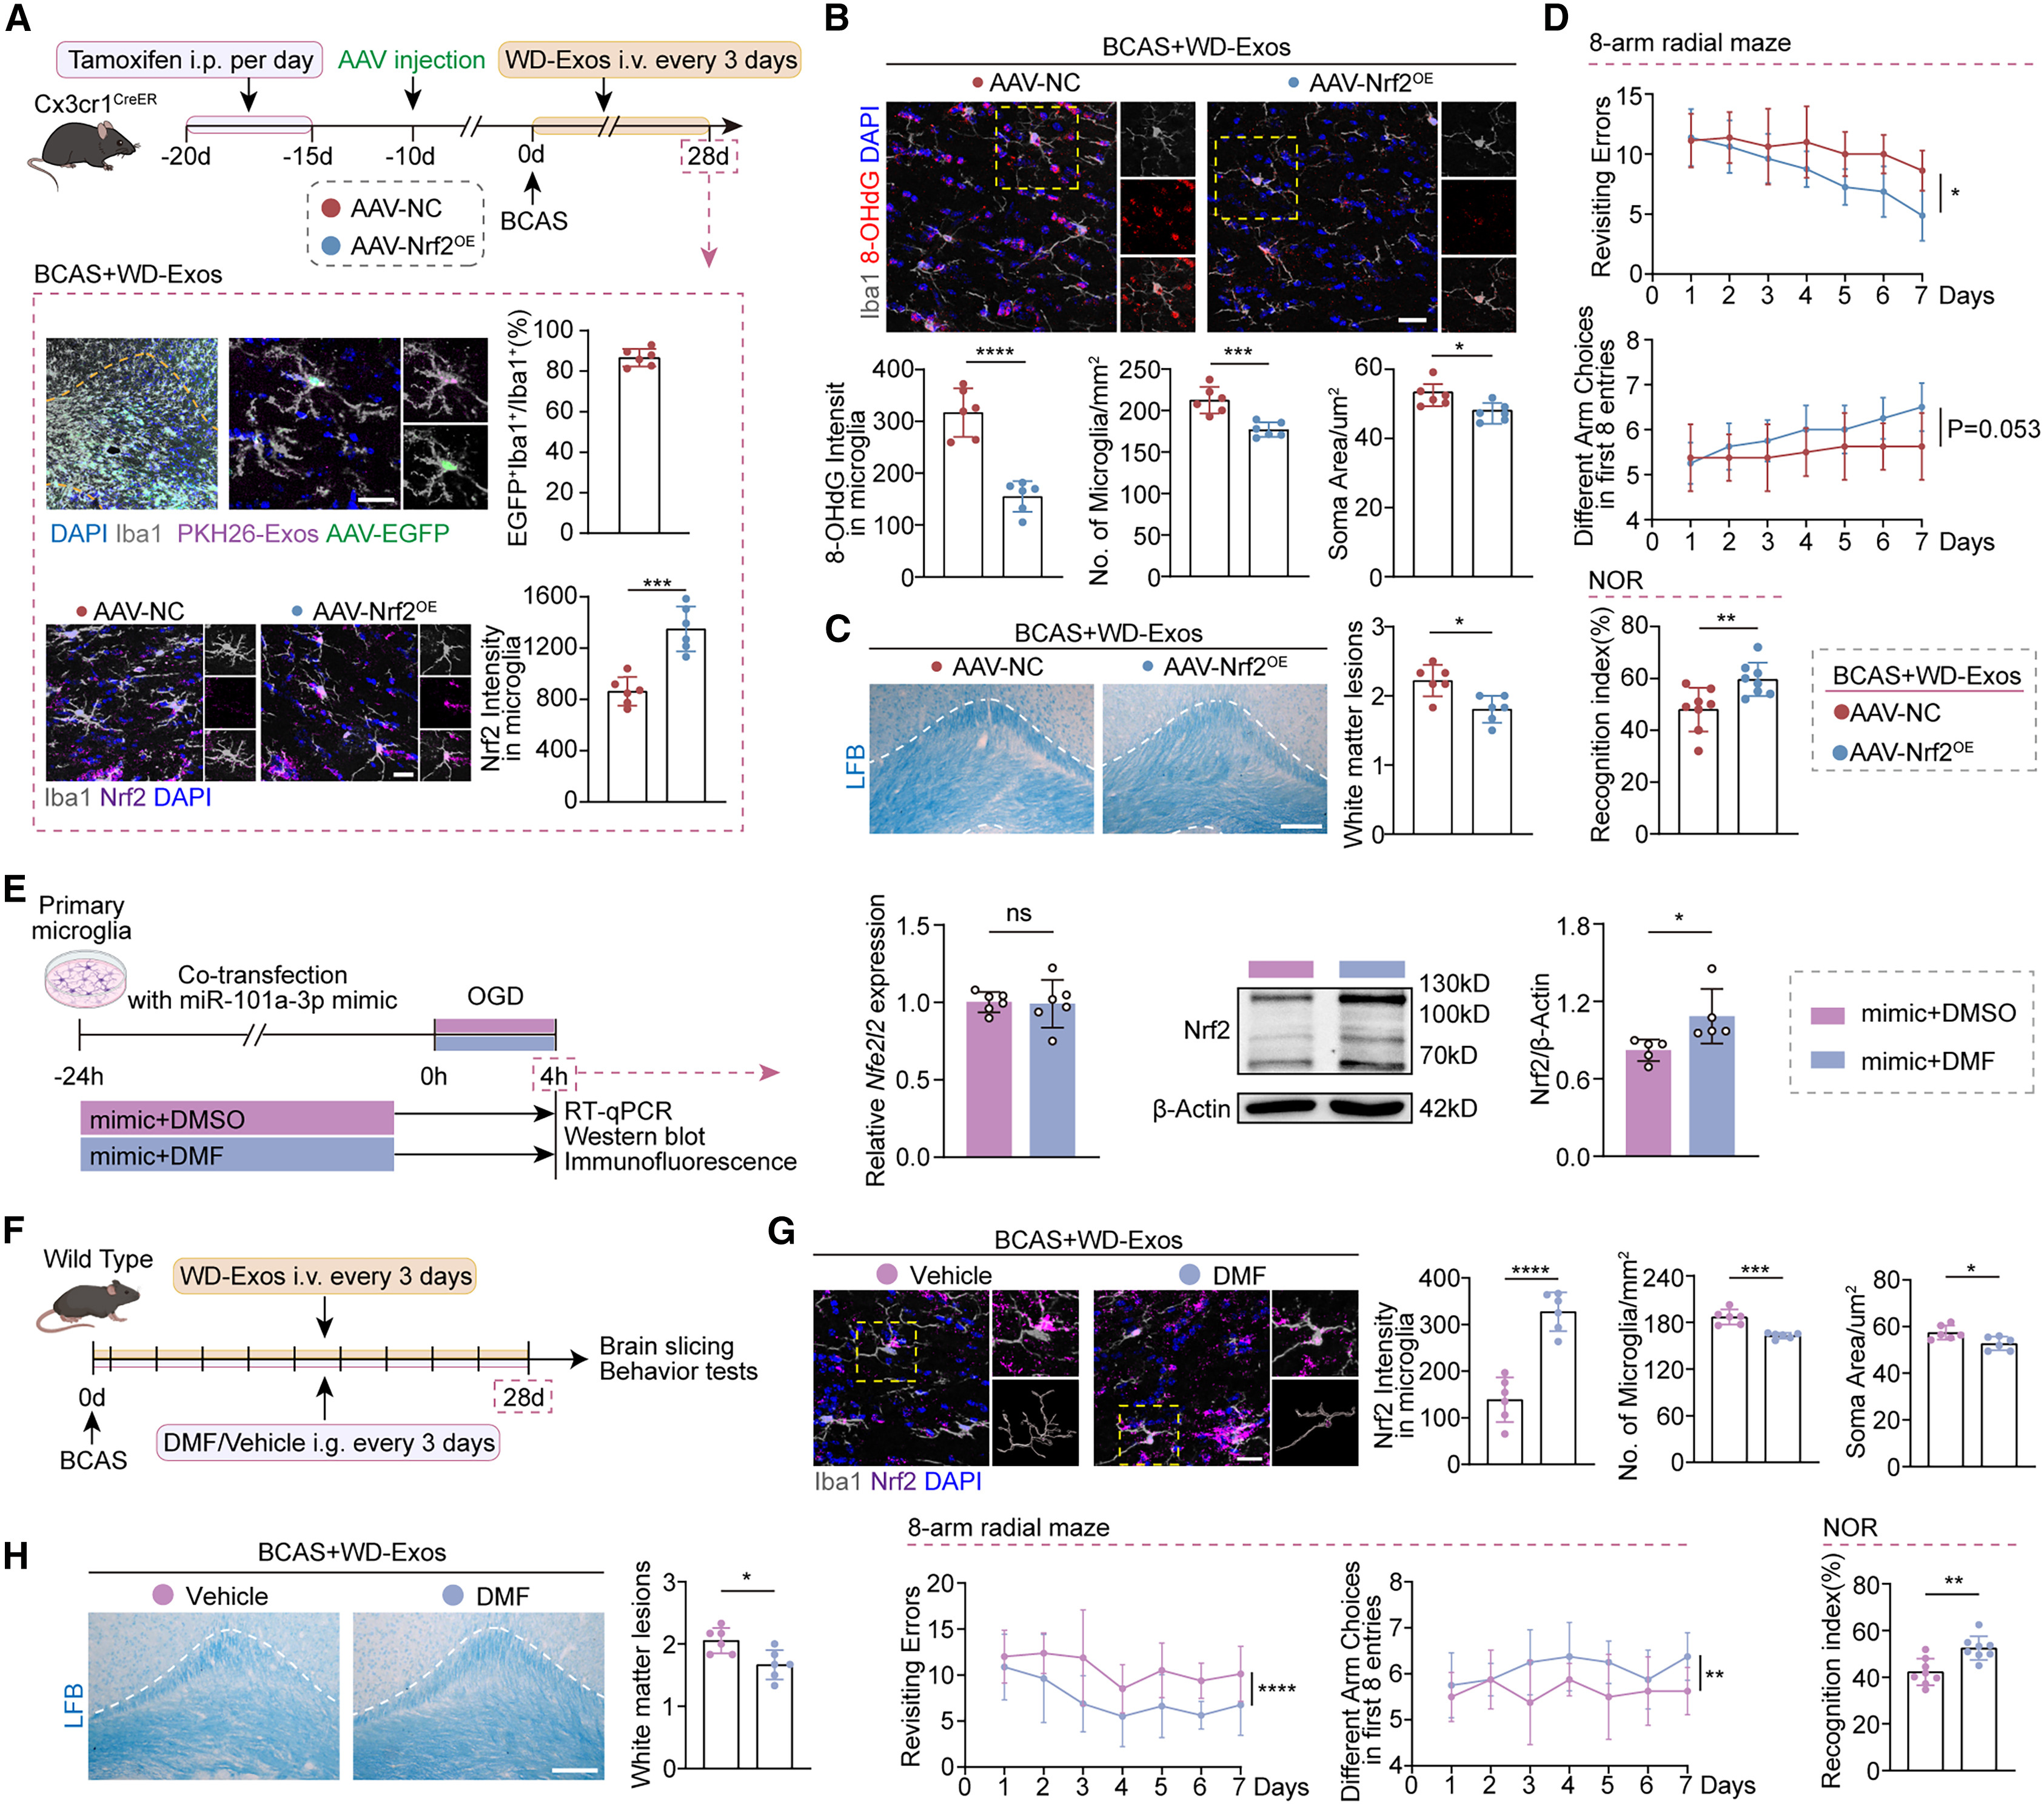 A
Tamoxifen i.p. per day
AAV injection
WD-Exos i.v. every 3 days
Cx3cr1CreER
-20d
-15d
-10d
0d
28d
AAV-NC
AAV-Nrf2OE
BCAS
BCAS+WD-Exos
DAPI Iba1 PKH26-Exos AAV-EGFP
EGFP+Iba1+/Iba1+(%)
100
80
60
40
20
0
AAV-NC
AAV-Nrf2OE
Iba1 Nrf2 DAPI
Nrf2 Intensity
in microglia
1600
1200
800
400
0
***
B
BCAS+WD-Exos
AAV-NC
AAV-Nrf2OE
Iba1 8-OHdG DAPI
8-OHdG Intensit
in microglia
400
300
200
100
0
****
No. of Microglia/mm2
250
200
150
100
50
0
***
Soma Area/um2
60
40
20
0
*
C
BCAS+WD-Exos
AAV-NC
AAV-Nrf2OE
LFB
White matter lesions
3
2
1
0
*
D
8-arm radial maze
Revisiting Errors
15
10
5
0
0 1 2 3 4 5 6 7 Days
*
Different Arm Choices
in first 8 entries
8
7
6
5
4
0 1 2 3 4 5 6 7 Days
P=0.053
NOR
Recognition index(%)
80
60
40
20
0
**
BCAS+WD-Exos
AAV-NC
AAV-Nrf2OE
E
Primary
microglia
Co-transfection
with miR-101a-3p mimic
OGD
-24h
0h
4h
mimic+DMSO
mimic+DMF
RT-qPCR
Western blot
Immunofluorescence
Relative Nfe2l2 expression
1.5
1.0
0.5
0.0
ns
Nrf2
β-Actin
130kD
100kD
70kD
42kD
Nrf2/β-Actin
1.8
1.2
0.6
0.0
*
mimic+DMSO
mimic+DMF
F
Wild Type
WD-Exos i.v. every 3 days
0d
28d
BCAS
DMF/Vehicle i.g. every 3 days
Brain slicing
Behavior tests
G
BCAS+WD-Exos
Vehicle
DMF
Iba1 Nrf2 DAPI
Nrf2 Intensity
in microglia
400
300
200
100
0
****
No. of Microglia/mm2
240
180
120
60
0
***
Soma Area/um2
80
60
40
20
0
*
H
BCAS+WD-Exos
Vehicle
DMF
LFB
White matter lesions
3
2
1
0
*
8-arm radial maze
Revisiting Errors
20
15
10
5
0
0 1 2 3 4 5 6 7 Days
****
Different Arm Choices
in first 8 entries
8
7
6
5
4
0 1 2 3 4 5 6 7 Days
**
NOR
Recognition index(%)
80
60
40
20
0
**